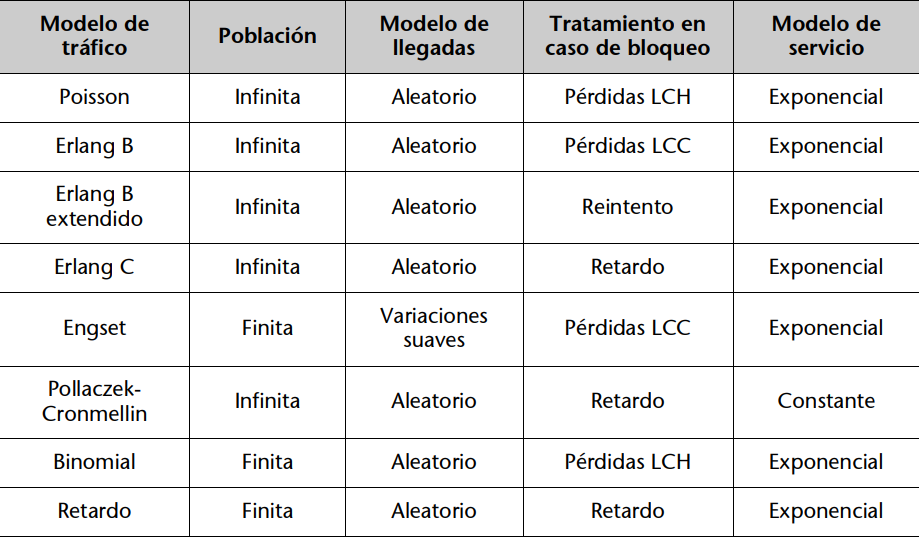 Modelo de tráfico
Población
Modelo de llegadas
Tratamiento en caso de bloqueo
Modelo de servicio
Poisson
Infinita
Aleatorio
Pérdidas LCH
Exponencial
Erlang B
Infinita
Aleatorio
Pérdidas LCC
Exponencial
Erlang B
extendido
Infinita
Aleatorio
Reintento
Exponencial
Erlang C
Infinita
Aleatorio
Retardo
Exponencial
Engset
Finita
Variaciones
suaves
Pérdidas LCC
Exponencial
Pollaczek-
Cronmellin
Infinita
Aleatorio
Retardo
Constante
Binomial
Finita
Aleatorio
Pérdidas LCH
Exponencial
Retardo
Finita
Aleatorio
Retardo
Exponencial